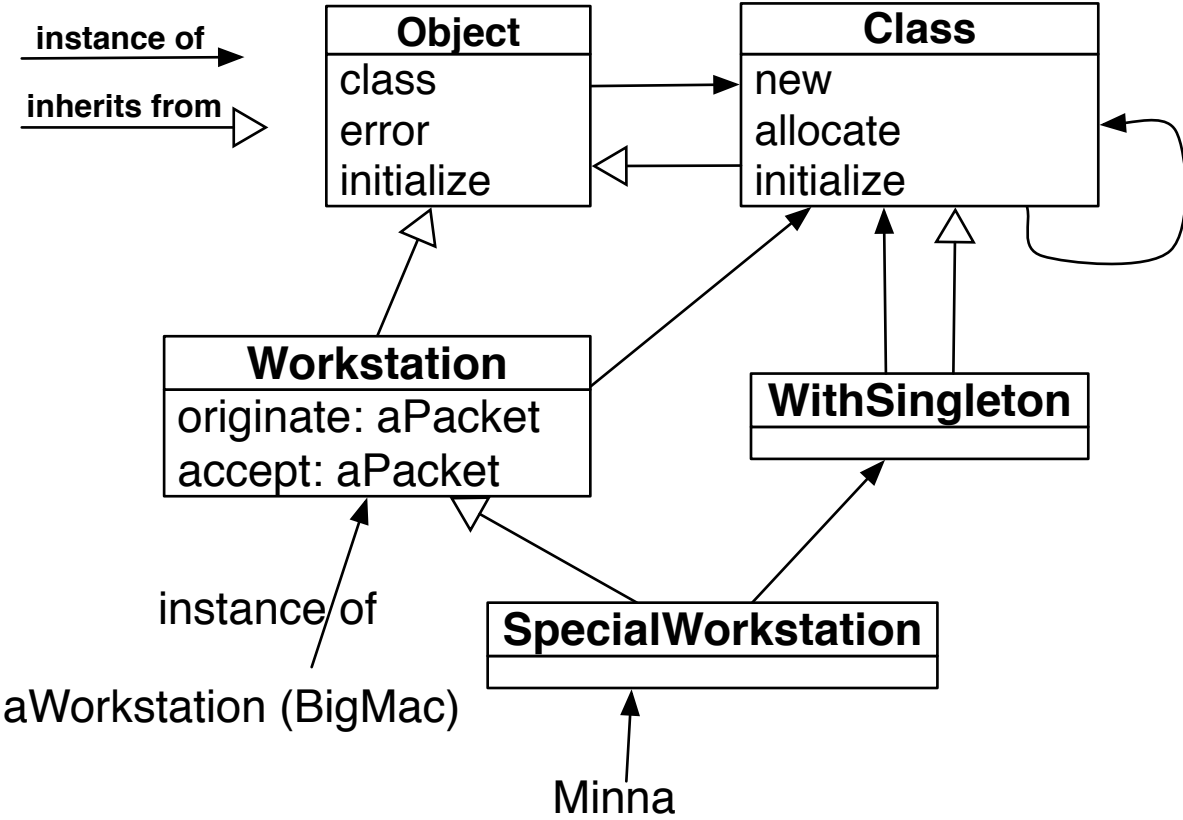 instance of
inherits from
Object
class
error
initialize
Class
new
allocate
initialize
Workstation
originate: aPacket
accept: aPacket
WithSingleton
instance of
SpecialWorkstation
aWorkstation (BigMac)
Minna